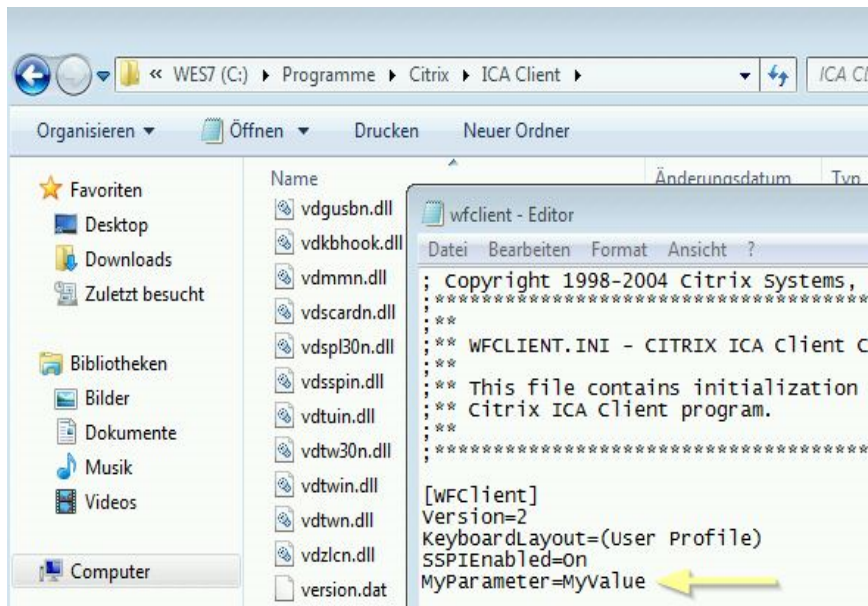 « WES7 (C:) ▸ Programme ▸ Citrix ▸ ICA Client ▸
ICA Cl
Organisieren ▾ Öffnen ▾ Drucken Neuer Ordner
Favoriten
Desktop
Downloads
Zuletzt besucht
Bibliotheken
Bilder
Dokumente
Musik
Videos
Computer
Name Änderungsdatum Typ
vdgusbn.dll
vdkbhook.dll
vdmmn.dll
vdscardn.dll
vdspl30n.dll
vdsspin.dll
vdtuin.dll
vdtw30n.dll
vdtwin.dll
vdtwn.dll
vdzlcn.dll
version.dat
wfclient - Editor
Datei Bearbeiten Format Ansicht ?
; Copyright 1998-2004 Citrix Systems,
;***************************************
;**
;** WFCLIENT.INI - CITRIX ICA Client C
;**
;** This file contains initialization
;** Citrix ICA Client program.
;**
;***************************************
[WFClient]
Version=2
KeyboardLayout=(User Profile)
SSPIEnabled=On
MyParameter=MyValue